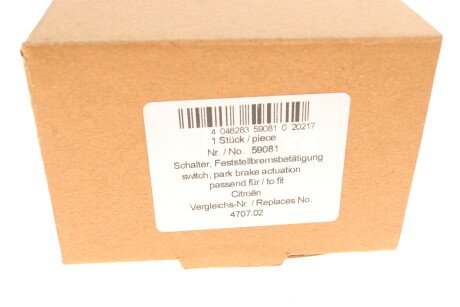 4 046283 59081 0 20217
1 Stück / piece
Nr. / No. 59081
Schalter, Feststellbremsbetätigung
switch, park brake actuation
passend für / to fit
Citroën
Vergleichs-Nr. / Replaces No.
4707.02